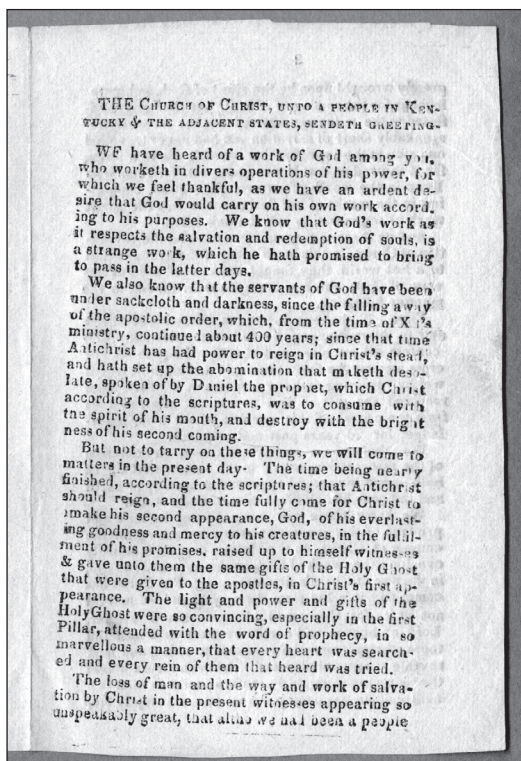 THE CHURCH OF CHRIST, UNTO A PEOPLE IN KEN-
TUCKY & THE ADJACENT STATES, SENDETH GREETING-
WF have heard of a work of God among you,
who worketh in divers operations of his power, for
which we feel thankful, as we have an ardent de-
sire that God would carry on his own work accord.
ing to his purposes. We know that God's work as
it respects the salvation and redemption of souls, is
a strange work, which he hath promised to bring
to pass in the latter days.
We also know that the servants of God have been
under sackcloth and darkness, since the falling away
of the apostolic order, which, from the time of X t's
ministry, continued about 400 years; since that time
Antichrist has had power to reign in Christ's stead,
and hath set up the abomination that maketh deso-
late, spoken of by Daniel the prophet, which Christ
according to the scriptures, was to consume with
the spirit of his mouth, and destroy with the bright
ness of his second coming.
But not to tarry on these things, we will come to
matters in the present day- The time being nearly
finished, according to the scriptures; that Antichrist
should reign, and the time fully come for Christ to
make his second appearance, God, of his everlast-
ing goodness and mercy to his creatures, in the fulfil-
ment of his promises. raised up to himself witnesses
& gave unto them the same gifts of the Holy Ghost
that were given to the apostles, in Christ's first ap-
pearance. The light and power and gifts of the
HolyGhost were so convincing, especially in the first
Pillar, attended with the word of prophecy, in so
marvellous a manner, that every heart was search-
ed and every rein of them that heard was tried.
The loss of man and the way and work of salva-
tion by Christ in the present witnesses appearing so
unspeakably great, that altho we had been a people